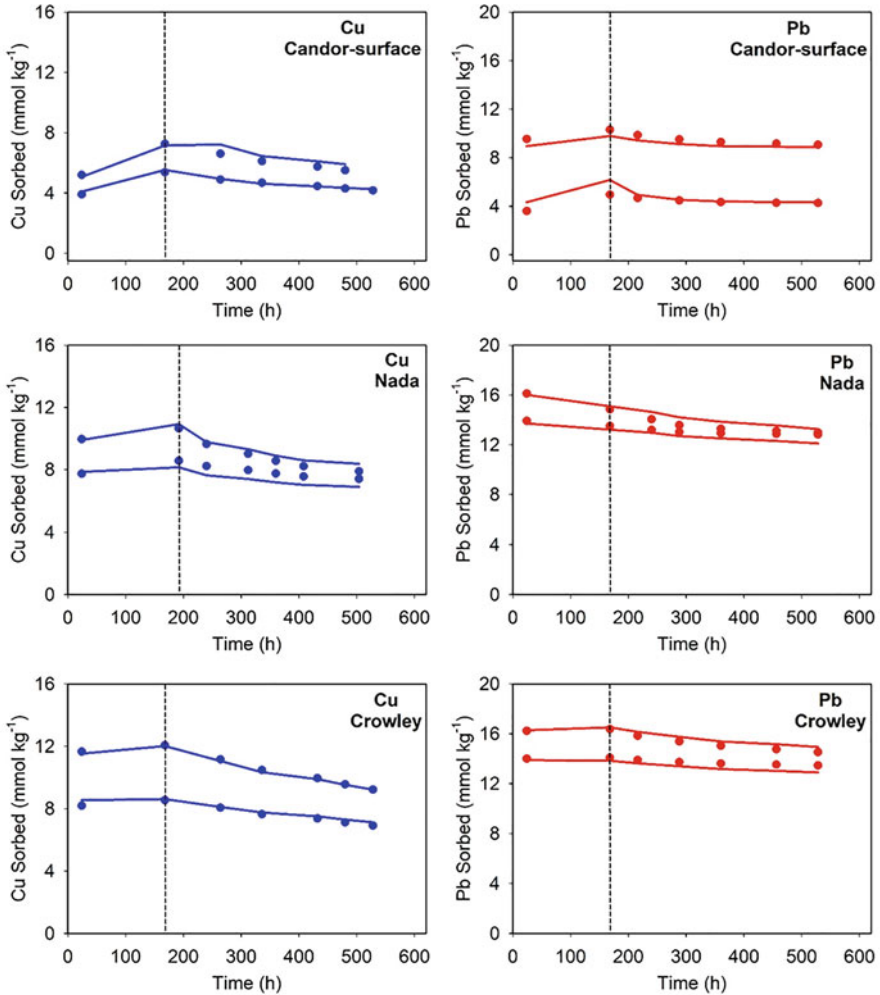 Cu
Candor-surface
Cu Sorbed (mmol kg⁻¹)
16
12
8
4
0
0 100 200 300 400 500 600
Time (h)
Pb
Candor-surface
Pb Sorbed (mmol kg⁻¹)
20
16
12
8
4
0
0 100 200 300 400 500 600
Time (h)
Cu
Nada
Cu Sorbed (mmol kg⁻¹)
16
12
8
4
0
0 100 200 300 400 500 600
Time (h)
Pb
Nada
Pb Sorbed (mmol kg⁻¹)
20
16
12
8
4
0
0 100 200 300 400 500 600
Time (h)
Cu
Crowley
Cu Sorbed (mmol kg⁻¹)
16
12
8
4
0
0 100 200 300 400 500 600
Time (h)
Pb
Crowley
Pb Sorbed (mmol kg⁻¹)
20
16
12
8
4
0
0 100 200 300 400 500 600
Time (h)